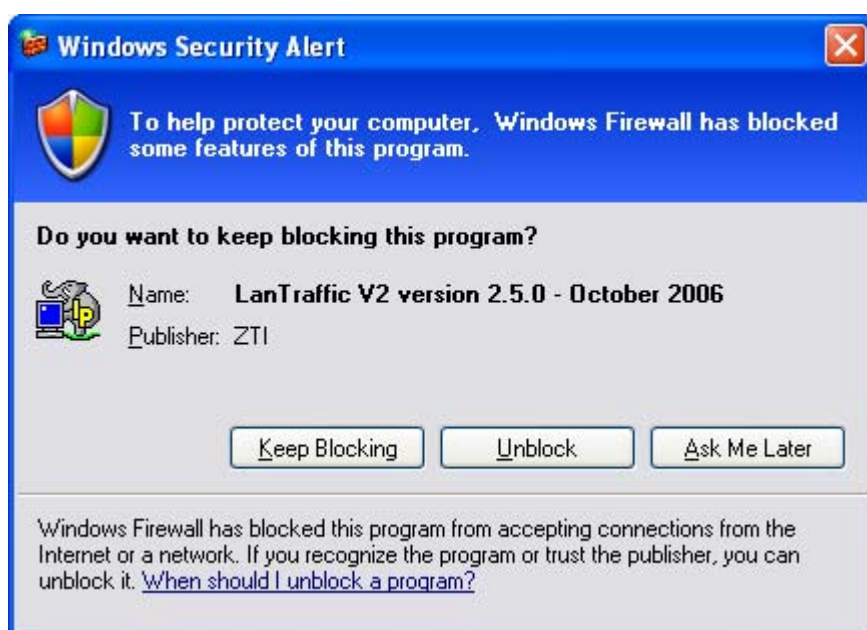 Windows Security Alert
To help protect your computer, Windows Firewall has blocked
some features of this program.
Do you want to keep blocking this program?
IP
Name: LanTraffic V2 version 2.5.0 - October 2006
Publisher: ZTI
Keep Blocking Unblock Ask Me Later
Windows Firewall has blocked this program from accepting connections from the
Internet or a network. If you recognize the program or trust the publisher, you can
unblock it. When should I unblock a program?